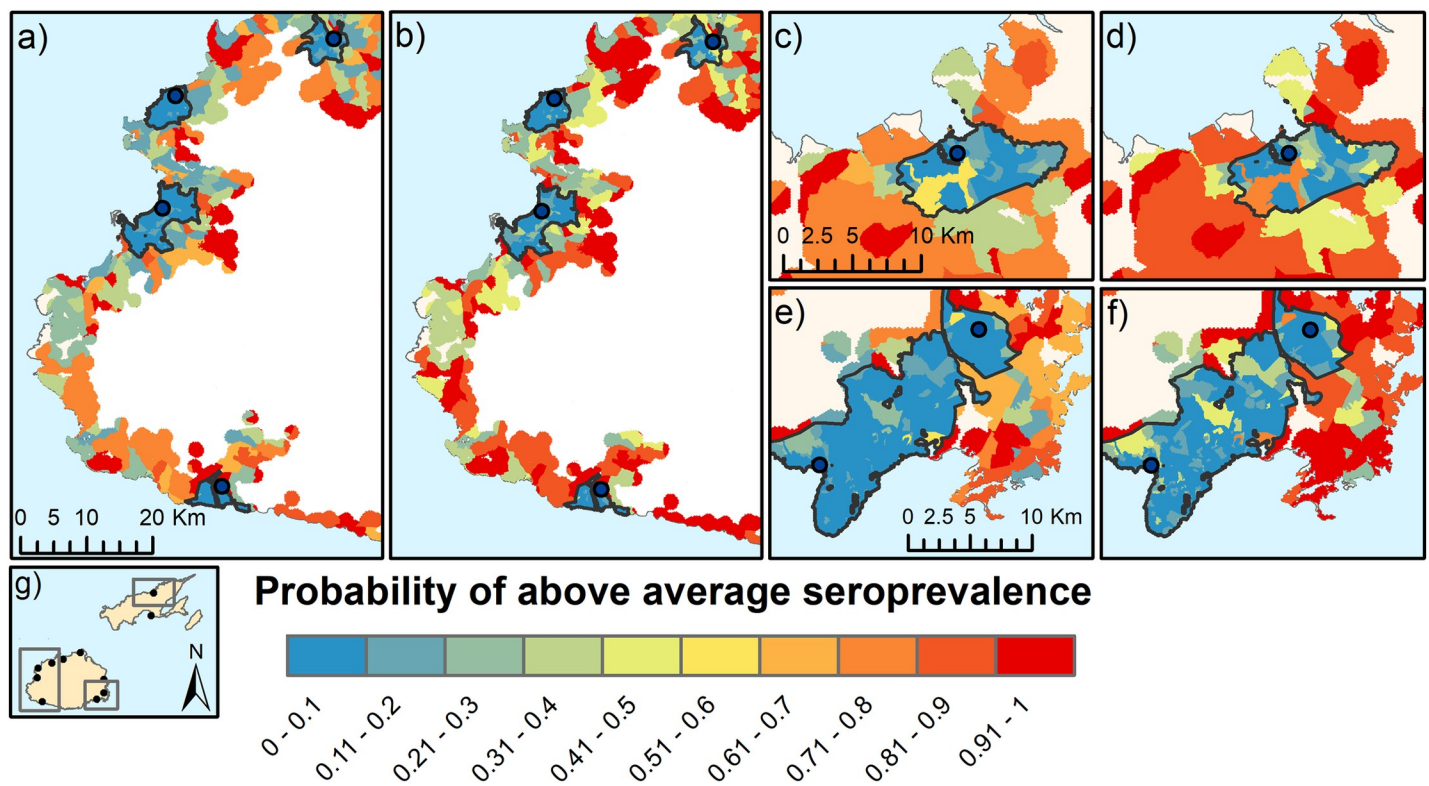 a)
b)
c)
d)
0 2.5 5 10 Km
e)
f)
0 2.5 5 10 Km
0 5 10 20 Km
g)
N
Probability of above average seroprevalence
0 - 0.1
0.11 - 0.2
0.21 - 0.3
0.31 - 0.4
0.41 - 0.5
0.51 - 0.6
0.61 - 0.7
0.71 - 0.8
0.81 - 0.9
0.91 - 1